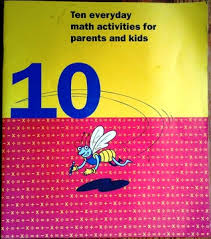 Ten everyday
math activities for
parents and kids
10